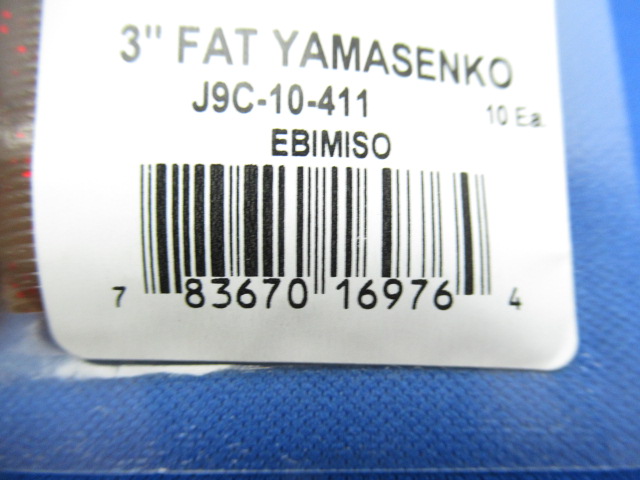 3" FAT YAMASENKO
J9C-10-411
10 Ea.
EBIMISO
7 83670 16976 4